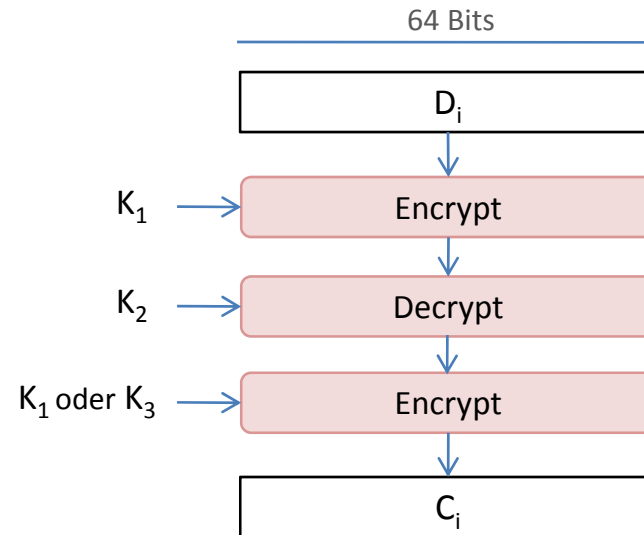 64 Bits
Di
K1 Encrypt
K2 Decrypt
K1 oder K3 Encrypt
Ci